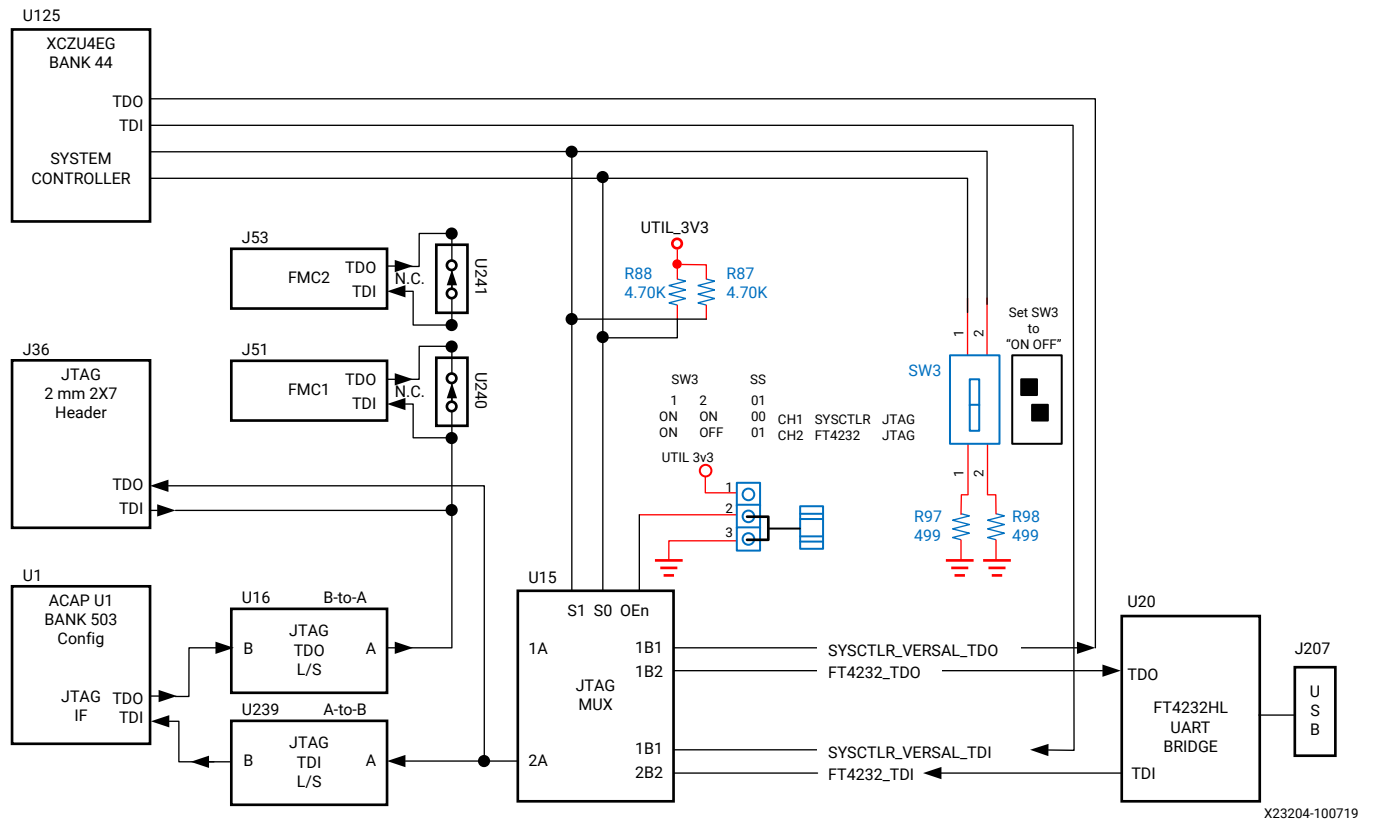 U125
XCZU4EG
BANK 44
TDO
TDI
SYSTEM
CONTROLLER
J53
FMC2
TDO
TDI
N.C.
U241
J51
FMC1
TDO
TDI
N.C.
U240
J36
JTAG
2 mm 2X7
Header
TDO
TDI
UTIL_3V3
R88
4.70K
R87
4.70K
SW3 SS
1 2 01
ON ON 00 CH1 SYSCTLR JTAG
ON OFF 01 CH2 FT4232 JTAG
UTIL 3v3
1
2
3
1 2
SW3
Set SW3
to
"ON OFF"
1 2
R97
499
R98
499
U1
ACAP U1
BANK 503
Config
JTAG
IF
TDO
TDI
U16 B-to-A
B JTAG A
TDO
L/S
U239 A-to-B
B JTAG A
TDI
L/S
U15
S1 S0 OEn
1A
2A
JTAG
MUX
1B1
1B2
1B1
2B2
SYSCTLR_VERSAL_TDO
FT4232_TDO
SYSCTLR_VERSAL_TDI
FT4232_TDI
U20
TDO
FT4232HL
UART
BRIDGE
TDI
J207
U
S
B
X23204-100719